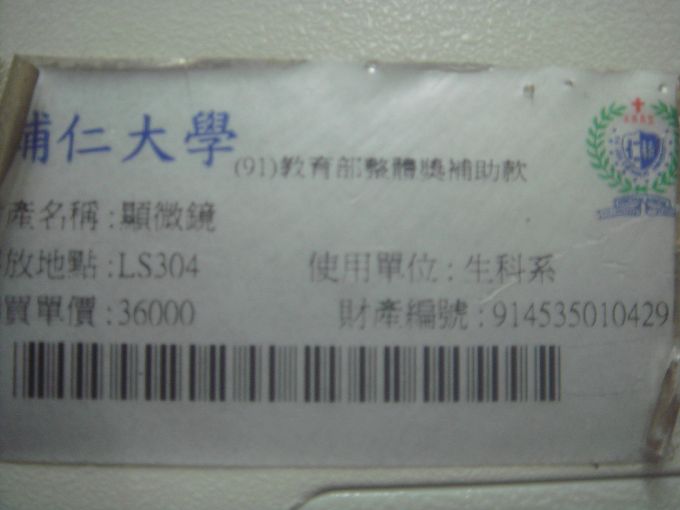 輔仁大學 (91)教育部整體獎補助款
產名稱:顯微鏡
放地點:LS304 使用單位:生科系
買單價:36000 財產編號:914535010429